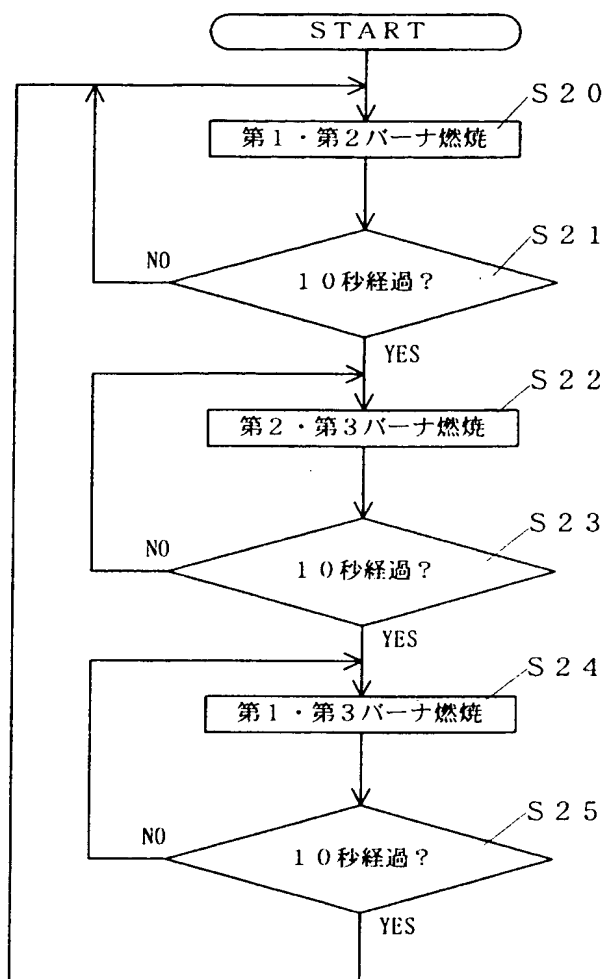 ＳＴＡＲＴ
Ｓ２０
第１・第２バーナ燃焼
Ｓ２１
NO
１０秒経過？
YES
Ｓ２２
第２・第３バーナ燃焼
Ｓ２３
NO
１０秒経過？
YES
Ｓ２４
第１・第３バーナ燃焼
Ｓ２５
NO
１０秒経過？
YES